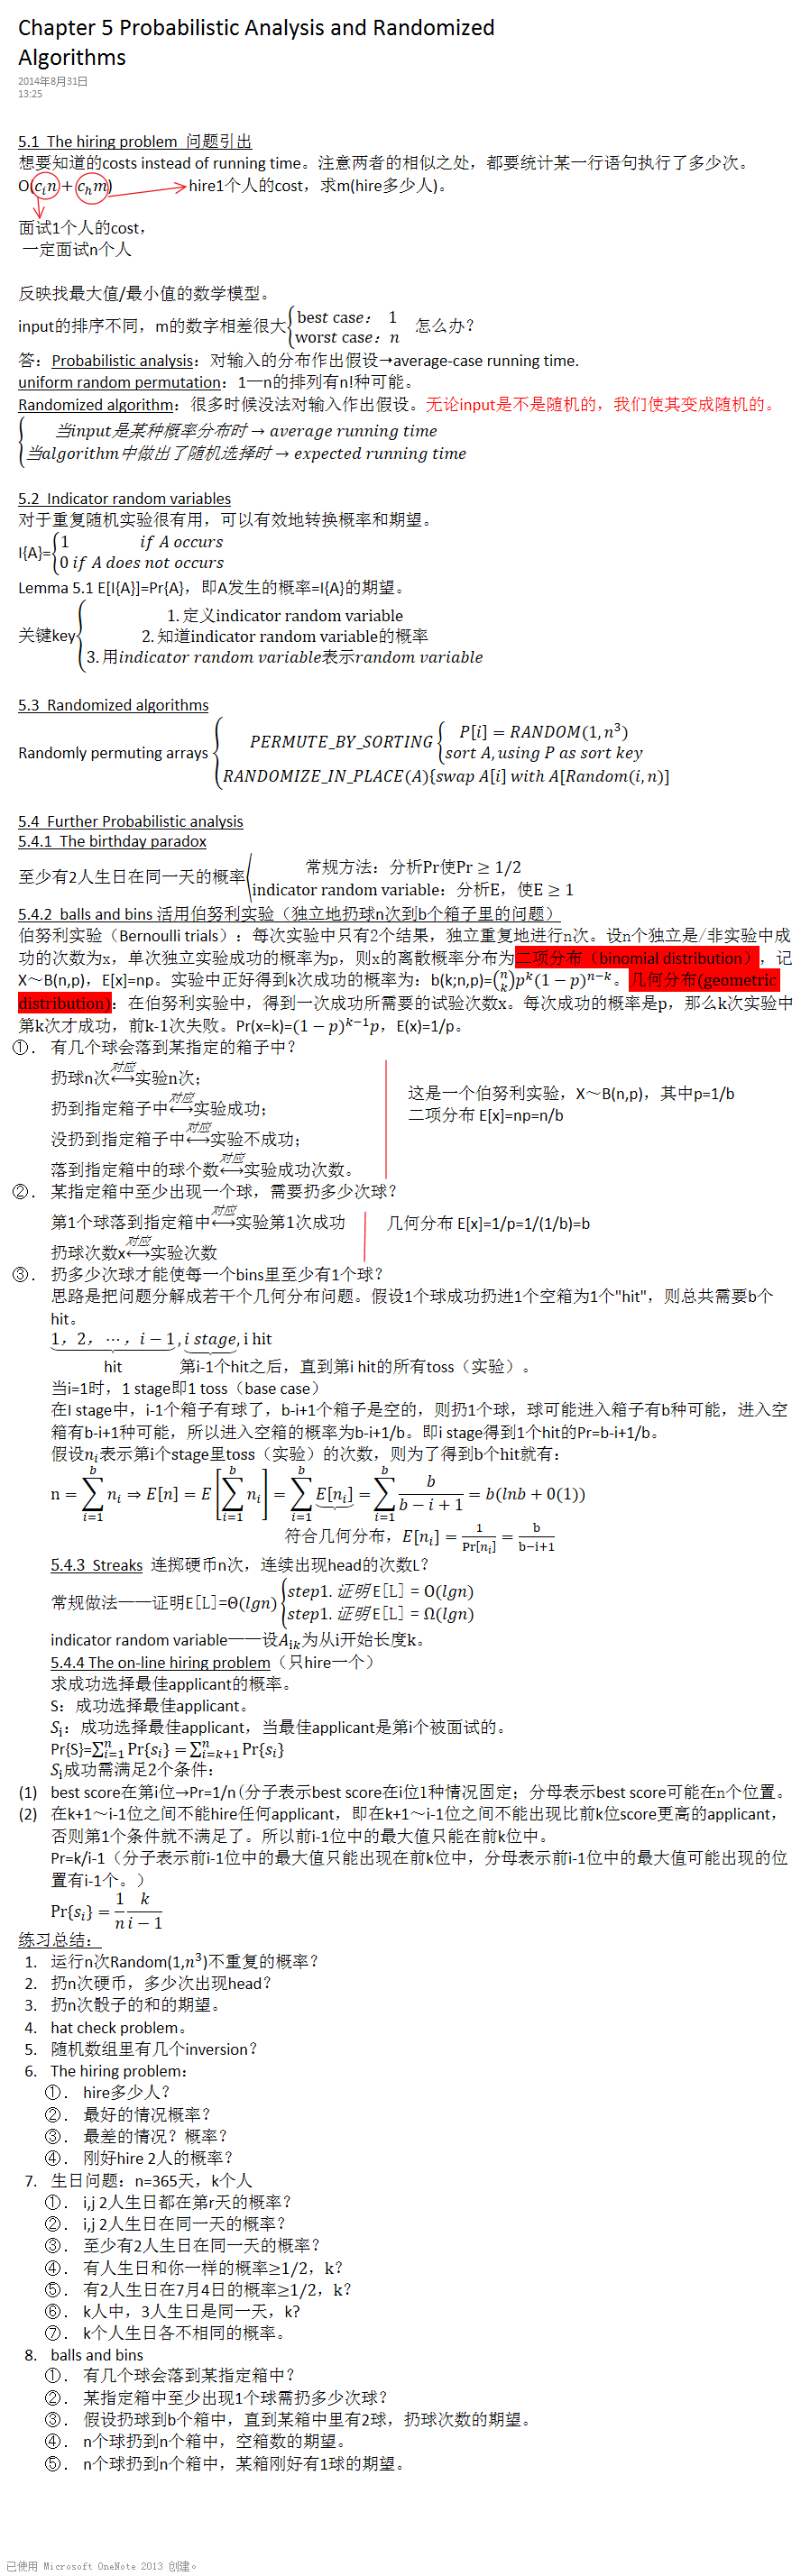 Chapter 5 Probabilistic Analysis and Randomized
Algorithms
2014年8月31日
13:25
5.1 The hiring problem 问题引出
想要知道的costs instead of running time。注意两者的相似之处，都要统计某一行语句执行了多少次。
O(c_i n + c_h m) hire1个人的cost，求m(hire多少人)。
面试1个人的cost，
一定面试n个人
反映找最大值/最小值的数学模型。
input的排序不同，m的数字相差很大{best case： 1
worst case：n 怎么办？
答：Probabilistic analysis：对输入的分布作出假设→average-case running time.
uniform random permutation：1—n的排列有n!种可能。
Randomized algorithm：很多时候没法对输入作出假设。无论input是不是随机的，我们使其变成随机的。
{当input是某种概率分布时 → average running time
当algorithm中做出了随机选择时 → expected running time
5.2 Indicator random variables
对于重复随机实验很有用，可以有效地转换概率和期望。
I{A}={1 if A occurs
0 if A does not occurs
Lemma 5.1 E[I{A}]=Pr{A}，即A发生的概率=I{A}的期望。
关键key{1. 定义indicator random variable
2. 知道indicator random variable的概率
3. 用indicator random variable表示random variable
5.3 Randomized algorithms
Randomly permuting arrays {PERMUTE_BY_SORTING {P[i] = RANDOM(1, n³)
sort A, using P as sort key
RANDOMIZE_IN_PLACE(A){swap A[i] with A[Random(i, n)]
5.4 Further Probabilistic analysis
5.4.1 The birthday paradox
至少有2人生日在同一天的概率⟨常规方法：分析Pr使Pr ≥ 1/2
indicator random variable：分析E，使E ≥ 1
5.4.2 balls and bins 活用伯努利实验（独立地扔球n次到b个箱子里的问题）
伯努利实验（Bernoulli trials）：每次实验中只有2个结果，独立重复地进行n次。设n个独立是/非实验中成
功的次数为x，单次独立实验成功的概率为p，则x的离散概率分布为二项分布（binomial distribution），记
X～B(n,p)，E[x]=np。实验中正好得到k次成功的概率为：b(k;n,p)=(n k)p^k(1 − p)^{n−k}。几何分布(geometric
distribution)：在伯努利实验中，得到一次成功所需要的试验次数x。每次成功的概率是p，那么k次实验中
第k次才成功，前k-1次失败。Pr(x=k)=(1 − p)^{k−1}p，E(x)=1/p。
①. 有几个球会落到某指定的箱子中？
扔球n次⟷(对应)实验n次；
扔到指定箱子中⟷(对应)实验成功；
没扔到指定箱子中⟷(对应)实验不成功；
落到指定箱中的球个数⟷(对应)实验成功次数。
这是一个伯努利实验，X～B(n,p)，其中p=1/b
二项分布 E[x]=np=n/b
②. 某指定箱中至少出现一个球，需要扔多少次球？
第1个球落到指定箱中⟷(对应)实验第1次成功
扔球次数x⟷(对应)实验次数
几何分布 E[x]=1/p=1/(1/b)=b
③. 扔多少次球才能使每一个bins里至少有1个球？
思路是把问题分解成若干个几何分布问题。假设1个球成功扔进1个空箱为1个"hit"，则总共需要b个
hit。
1，2，⋯，i − 1 , i stage, i hit
hit 第i-1个hit之后，直到第i hit的所有toss（实验）。
当i=1时，1 stage即1 toss（base case）
在I stage中，i-1个箱子有球了，b-i+1个箱子是空的，则扔1个球，球可能进入箱子有b种可能，进入空
箱有b-i+1种可能，所以进入空箱的概率为b-i+1/b。即i stage得到1个hit的Pr=b-i+1/b。
假设n_i表示第i个stage里toss（实验）的次数，则为了得到b个hit就有：
n = ∑_{i=1}^{b} n_i ⇒ E[n] = E[∑_{i=1}^{b} n_i] = ∑_{i=1}^{b} E[n_i] = ∑_{i=1}^{b} b/(b − i + 1) = b(lnb + 0(1))
符合几何分布，E[n_i] = 1/Pr[n_i] = b/(b−i+1)
5.4.3 Streaks 连掷硬币n次，连续出现head的次数L？
常规做法——证明E[L]=Θ(lgn){step1. 证明 E[L] = O(lgn)
step1. 证明 E[L] = Ω(lgn)
indicator random variable——设A_{ik}为从i开始长度k。
5.4.4 The on-line hiring problem（只hire一个）
求成功选择最佳applicant的概率。
S：成功选择最佳applicant。
S_i：成功选择最佳applicant，当最佳applicant是第i个被面试的。
Pr{S}=∑_{i=1}^{n} Pr{s_i} = ∑_{i=k+1}^{n} Pr{s_i}
S_i成功需满足2个条件：
(1) best score在第i位→Pr=1/n(分子表示best score在i位1种情况固定；分母表示best score可能在n个位置。
(2) 在k+1～i-1位之间不能hire任何applicant，即在k+1～i-1位之间不能出现比前k位score更高的applicant，
否则第1个条件就不满足了。所以前i-1位中的最大值只能在前k位中。
Pr=k/i-1（分子表示前i-1位中的最大值只能出现在前k位中，分母表示前i-1位中的最大值可能出现的位
置有i-1个。）
Pr{s_i} = 1/n k/(i − 1)
练习总结：
1. 运行n次Random(1,n³)不重复的概率？
2. 扔n次硬币，多少次出现head？
3. 扔n次骰子的和的期望。
4. hat check problem。
5. 随机数组里有几个inversion？
6. The hiring problem：
①. hire多少人？
②. 最好的情况概率？
③. 最差的情况？概率？
④. 刚好hire 2人的概率？
7. 生日问题：n=365天，k个人
①. i,j 2人生日都在第r天的概率？
②. i,j 2人生日在同一天的概率？
③. 至少有2人生日在同一天的概率？
④. 有人生日和你一样的概率≥1/2，k？
⑤. 有2人生日在7月4日的概率≥1/2，k？
⑥. k人中，3人生日是同一天，k?
⑦. k个人生日各不相同的概率。
8. balls and bins
①. 有几个球会落到某指定箱中？
②. 某指定箱中至少出现1个球需扔多少次球？
③. 假设扔球到b个箱中，直到某箱中里有2球，扔球次数的期望。
④. n个球扔到n个箱中，空箱数的期望。
⑤. n个球扔到n个箱中，某箱刚好有1球的期望。
已使用 Microsoft OneNote 2013 创建。